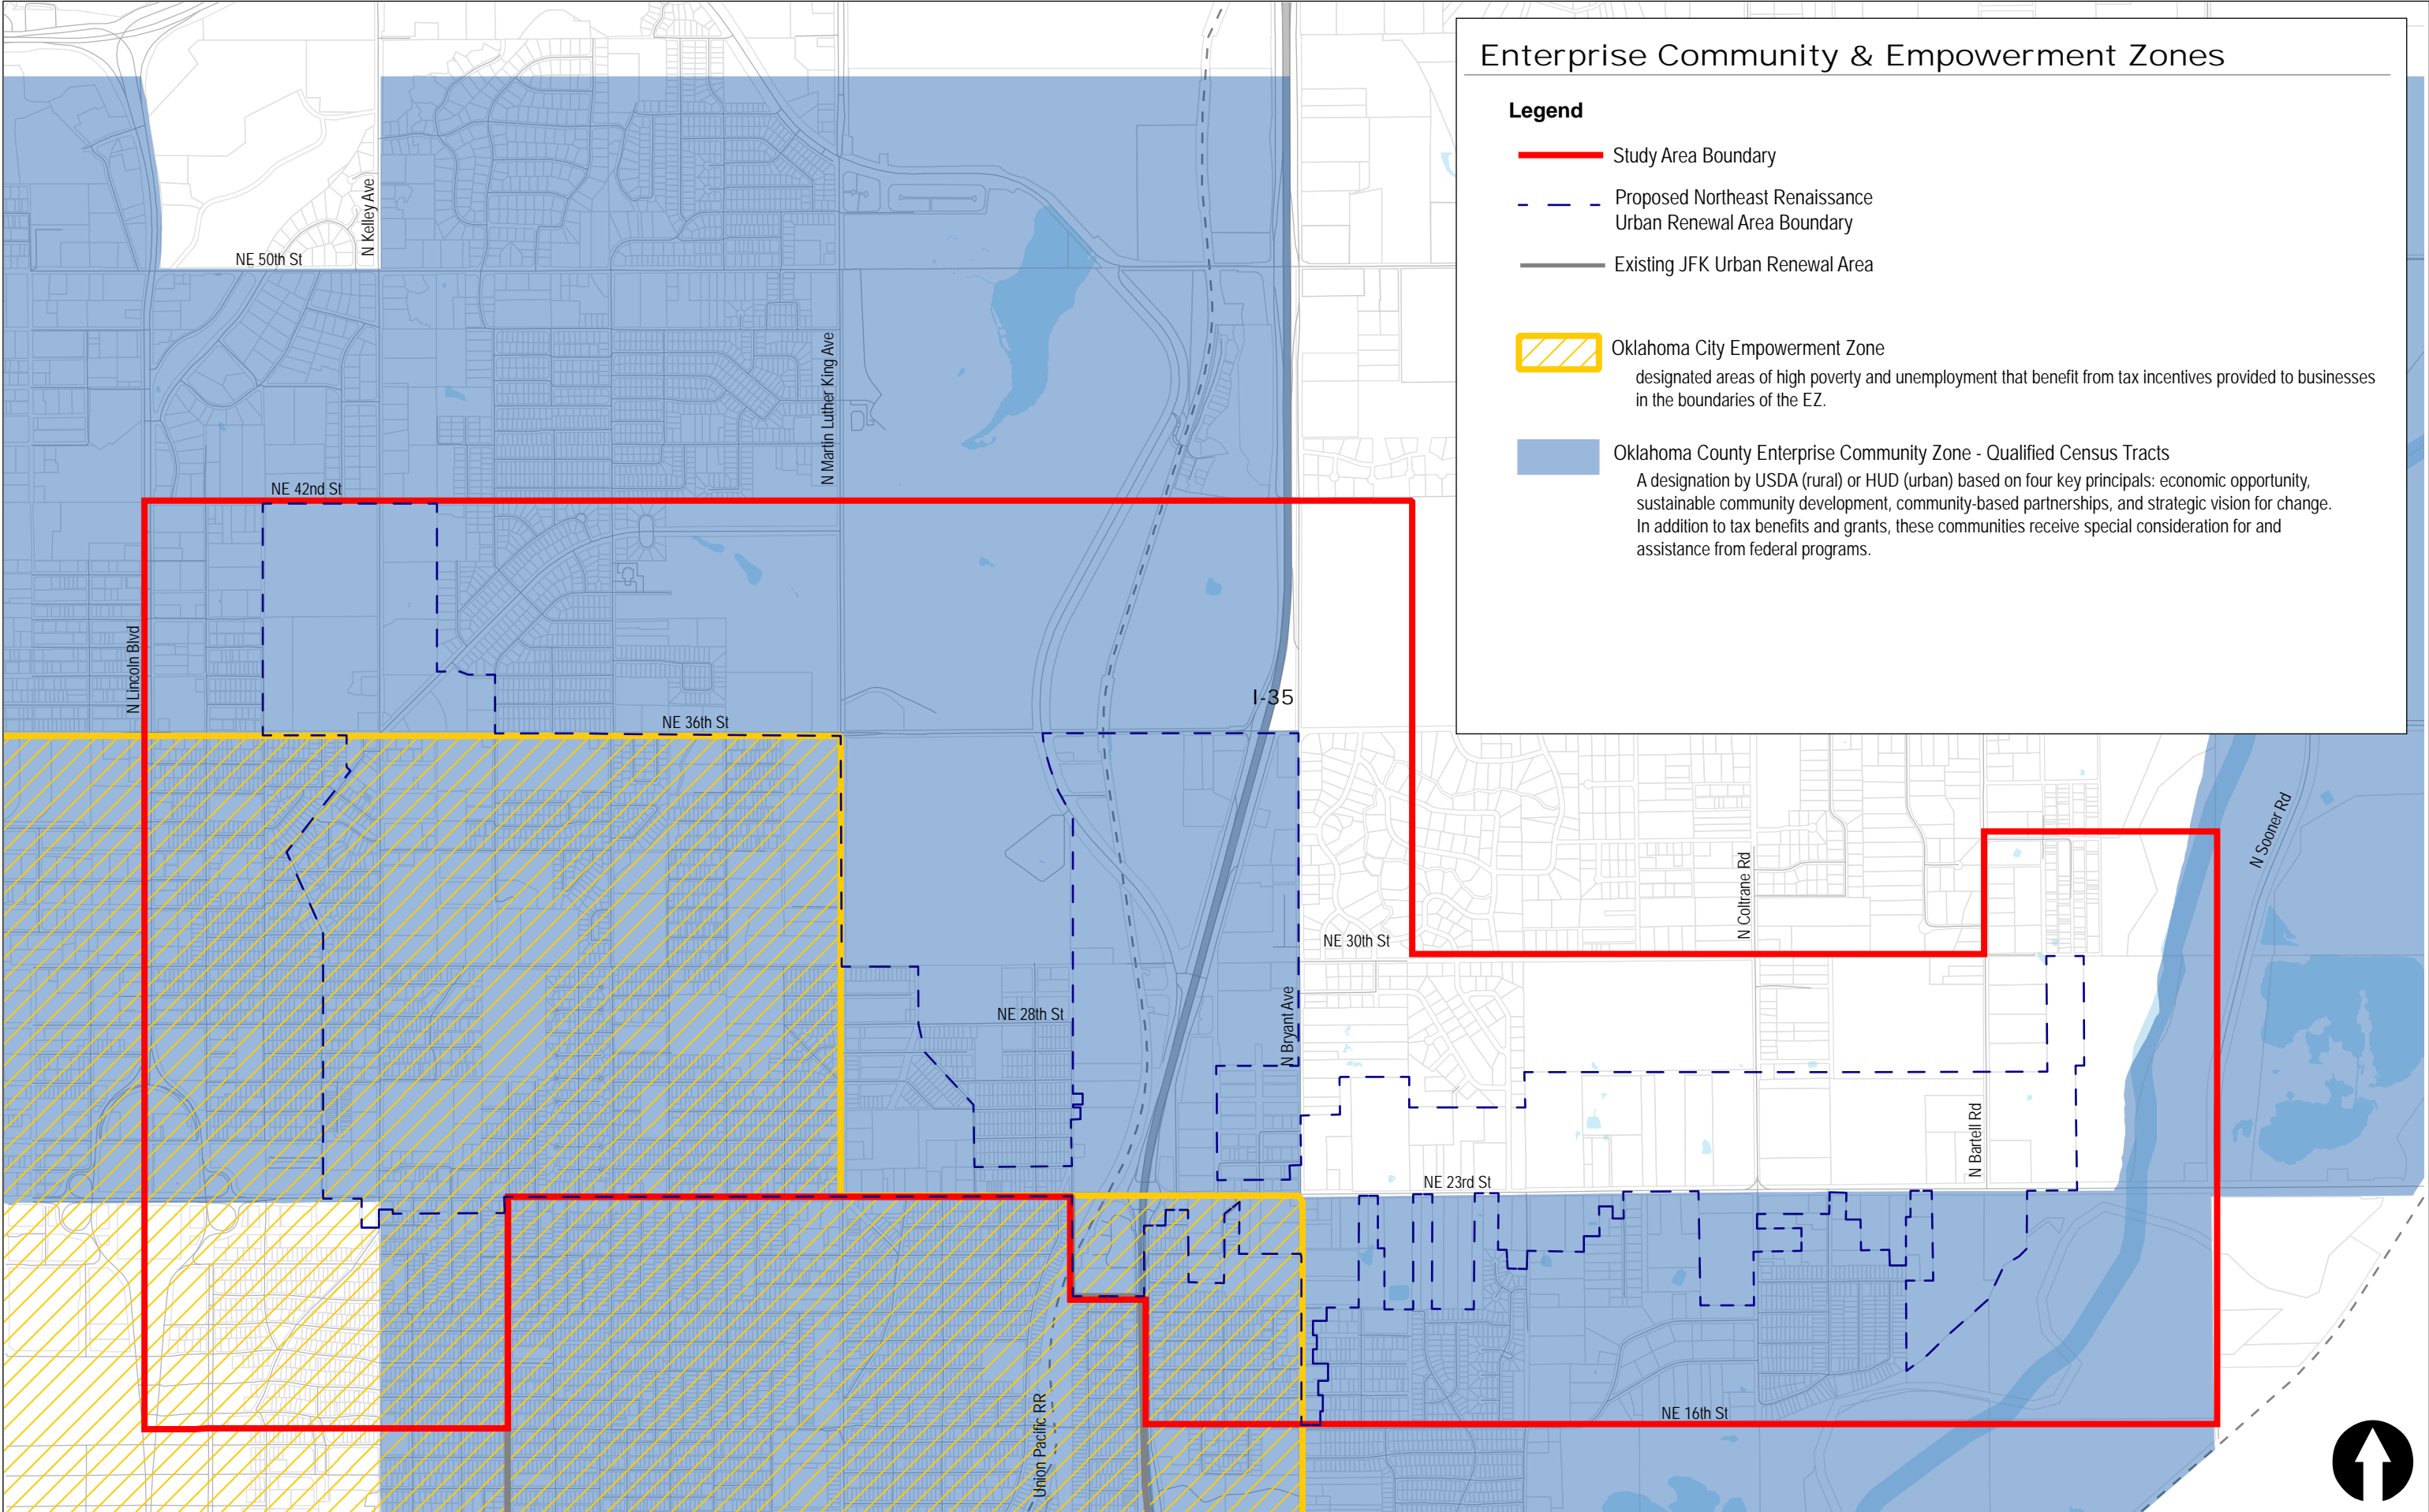 Enterprise Community & Empowerment Zones
Legend
Study Area Boundary
Proposed Northeast Renaissance
Urban Renewal Area Boundary
Existing JFK Urban Renewal Area
Oklahoma City Empowerment Zone
designated areas of high poverty and unemployment that benefit from tax incentives provided to businesses
in the boundaries of the EZ.
Oklahoma County Enterprise Community Zone - Qualified Census Tracts
A designation by USDA (rural) or HUD (urban) based on four key principals: economic opportunity,
sustainable community development, community-based partnerships, and strategic vision for change.
In addition to tax benefits and grants, these communities receive special consideration for and
assistance from federal programs.
N Kelley Ave
NE 50th St
N Martin Luther King Ave
NE 42nd St
N Lincoln Blvd
I-35
NE 36th St
N Sooner Rd
N Coltrane Rd
NE 30th St
N Bryant Ave
NE 28th St
N Bartell Rd
NE 23rd St
Union Pacific RR
NE 16th St